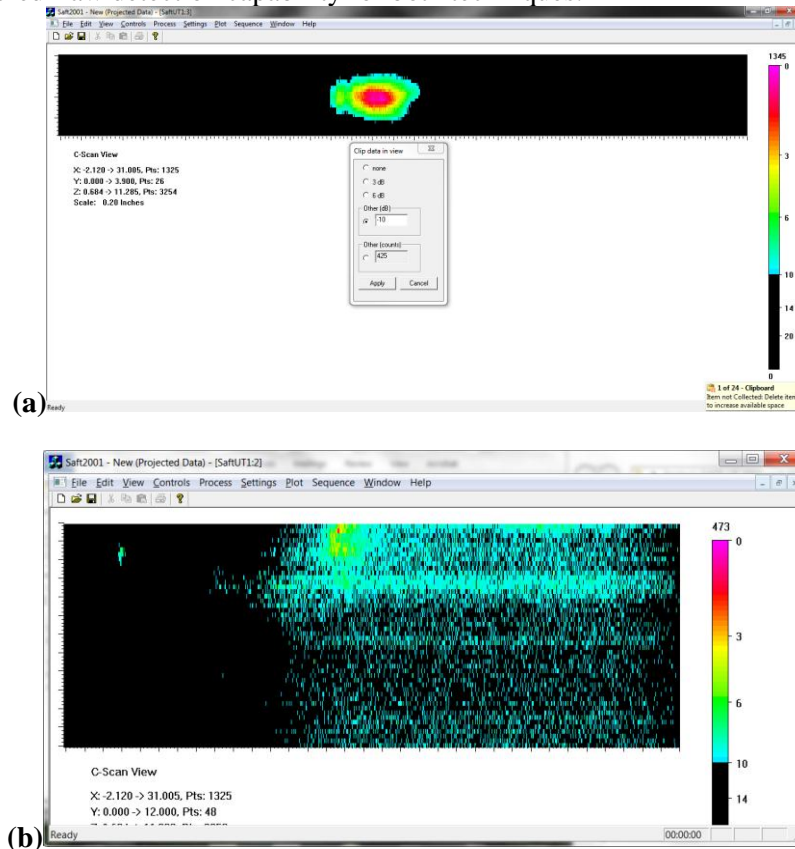 Saft2001 - New (Projected Data) - [SaftUT1:3]
File Edit View Controls Process Settings Plot Sequence Window Help
1345
0
3
6
10
14
20
0
C-Scan View
X: -2.120 -> 31.005, Pts: 1325
Y: 0.000 -> 3.900, Pts: 26
Z: 0.684 -> 11.285, Pts: 3254
Scale: 0.20 Inches
Clip data in view
none
3 dB
6 dB
Other (dB)
-10
Other (counts)
425
Apply Cancel
1 of 24 - Clipboard
Item not Collected: Delete item
to increase available space
(a)
Ready
Saft2001 - New (Projected Data) - [SaftUT1:2]
File Edit View Controls Process Settings Plot Sequence Window Help
473
0
3
6
10
14
C-Scan View
X: -2.120 -> 31.005, Pts: 1325
Y: 0.000 -> 12.000, Pts: 48
(b)
Ready
00:00:00